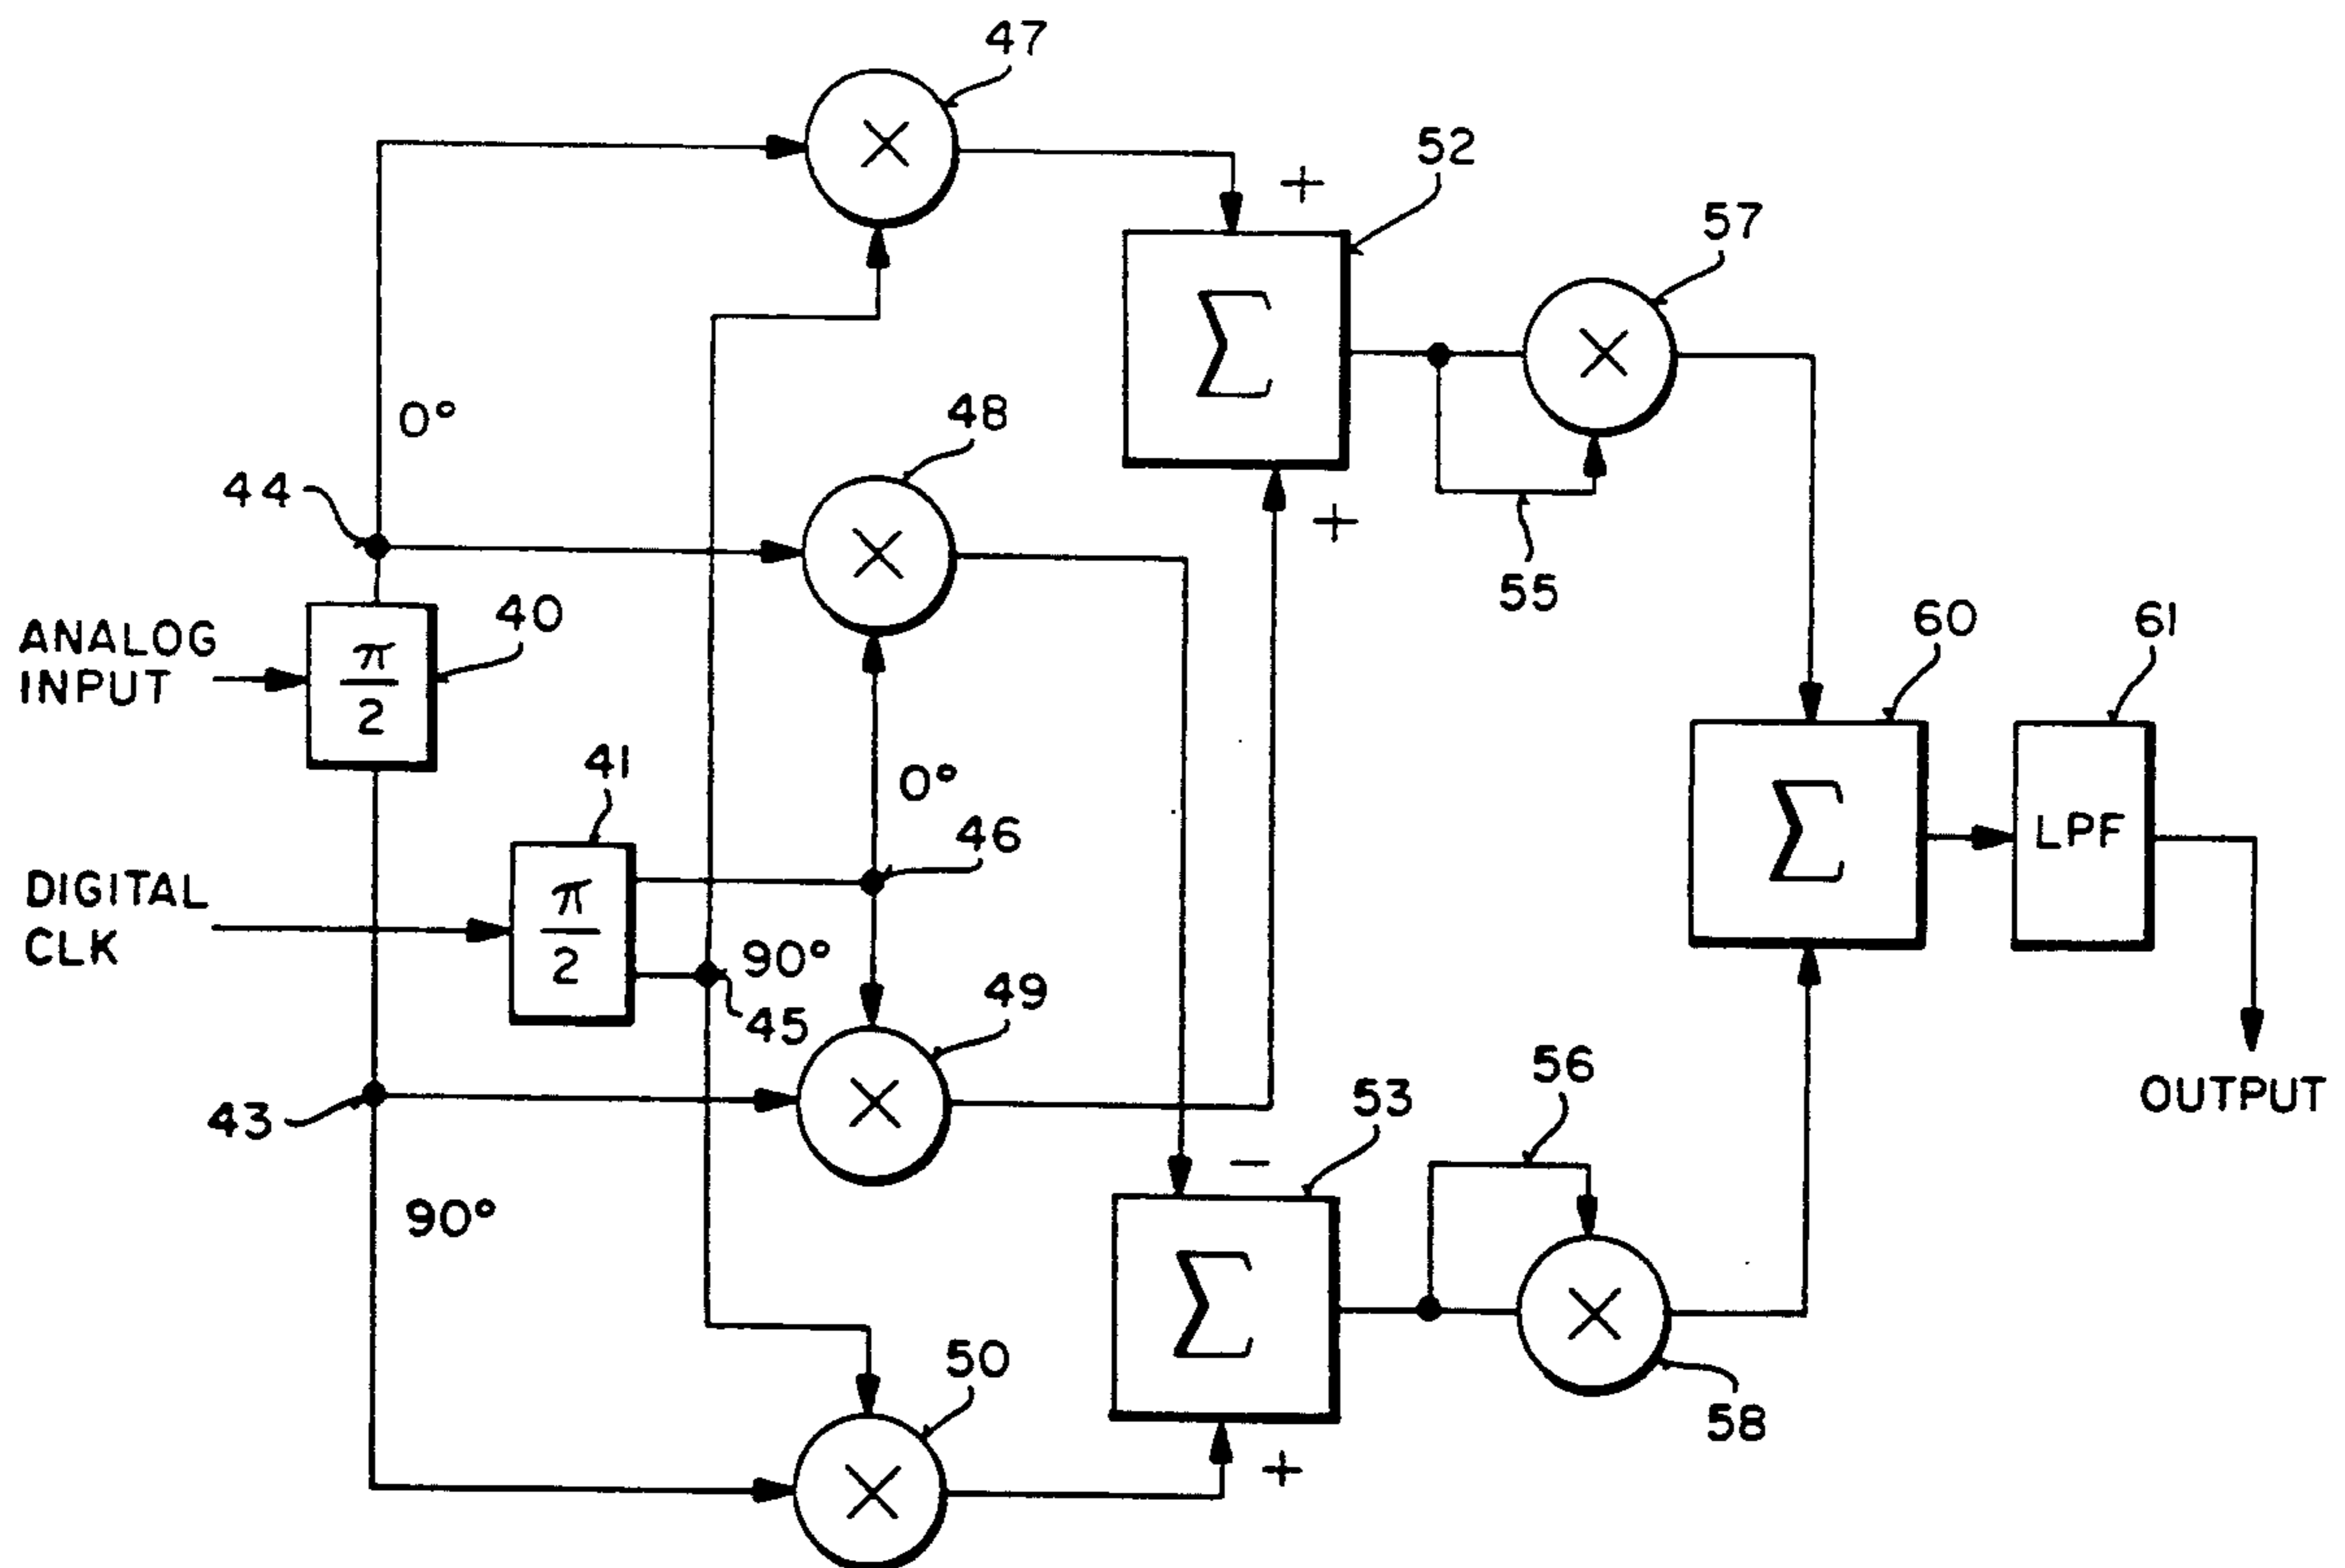 47
52
+
57
0°
48
44
+
55
ANALOG
INPUT
π/2
40
60
61
41
0°
46
DIGITAL
CLK
π/2
90°
45
49
LPF
43
56
53
OUTPUT
90°
−
50
58
+
×
×
×
×
×
×
Σ
Σ
Σ